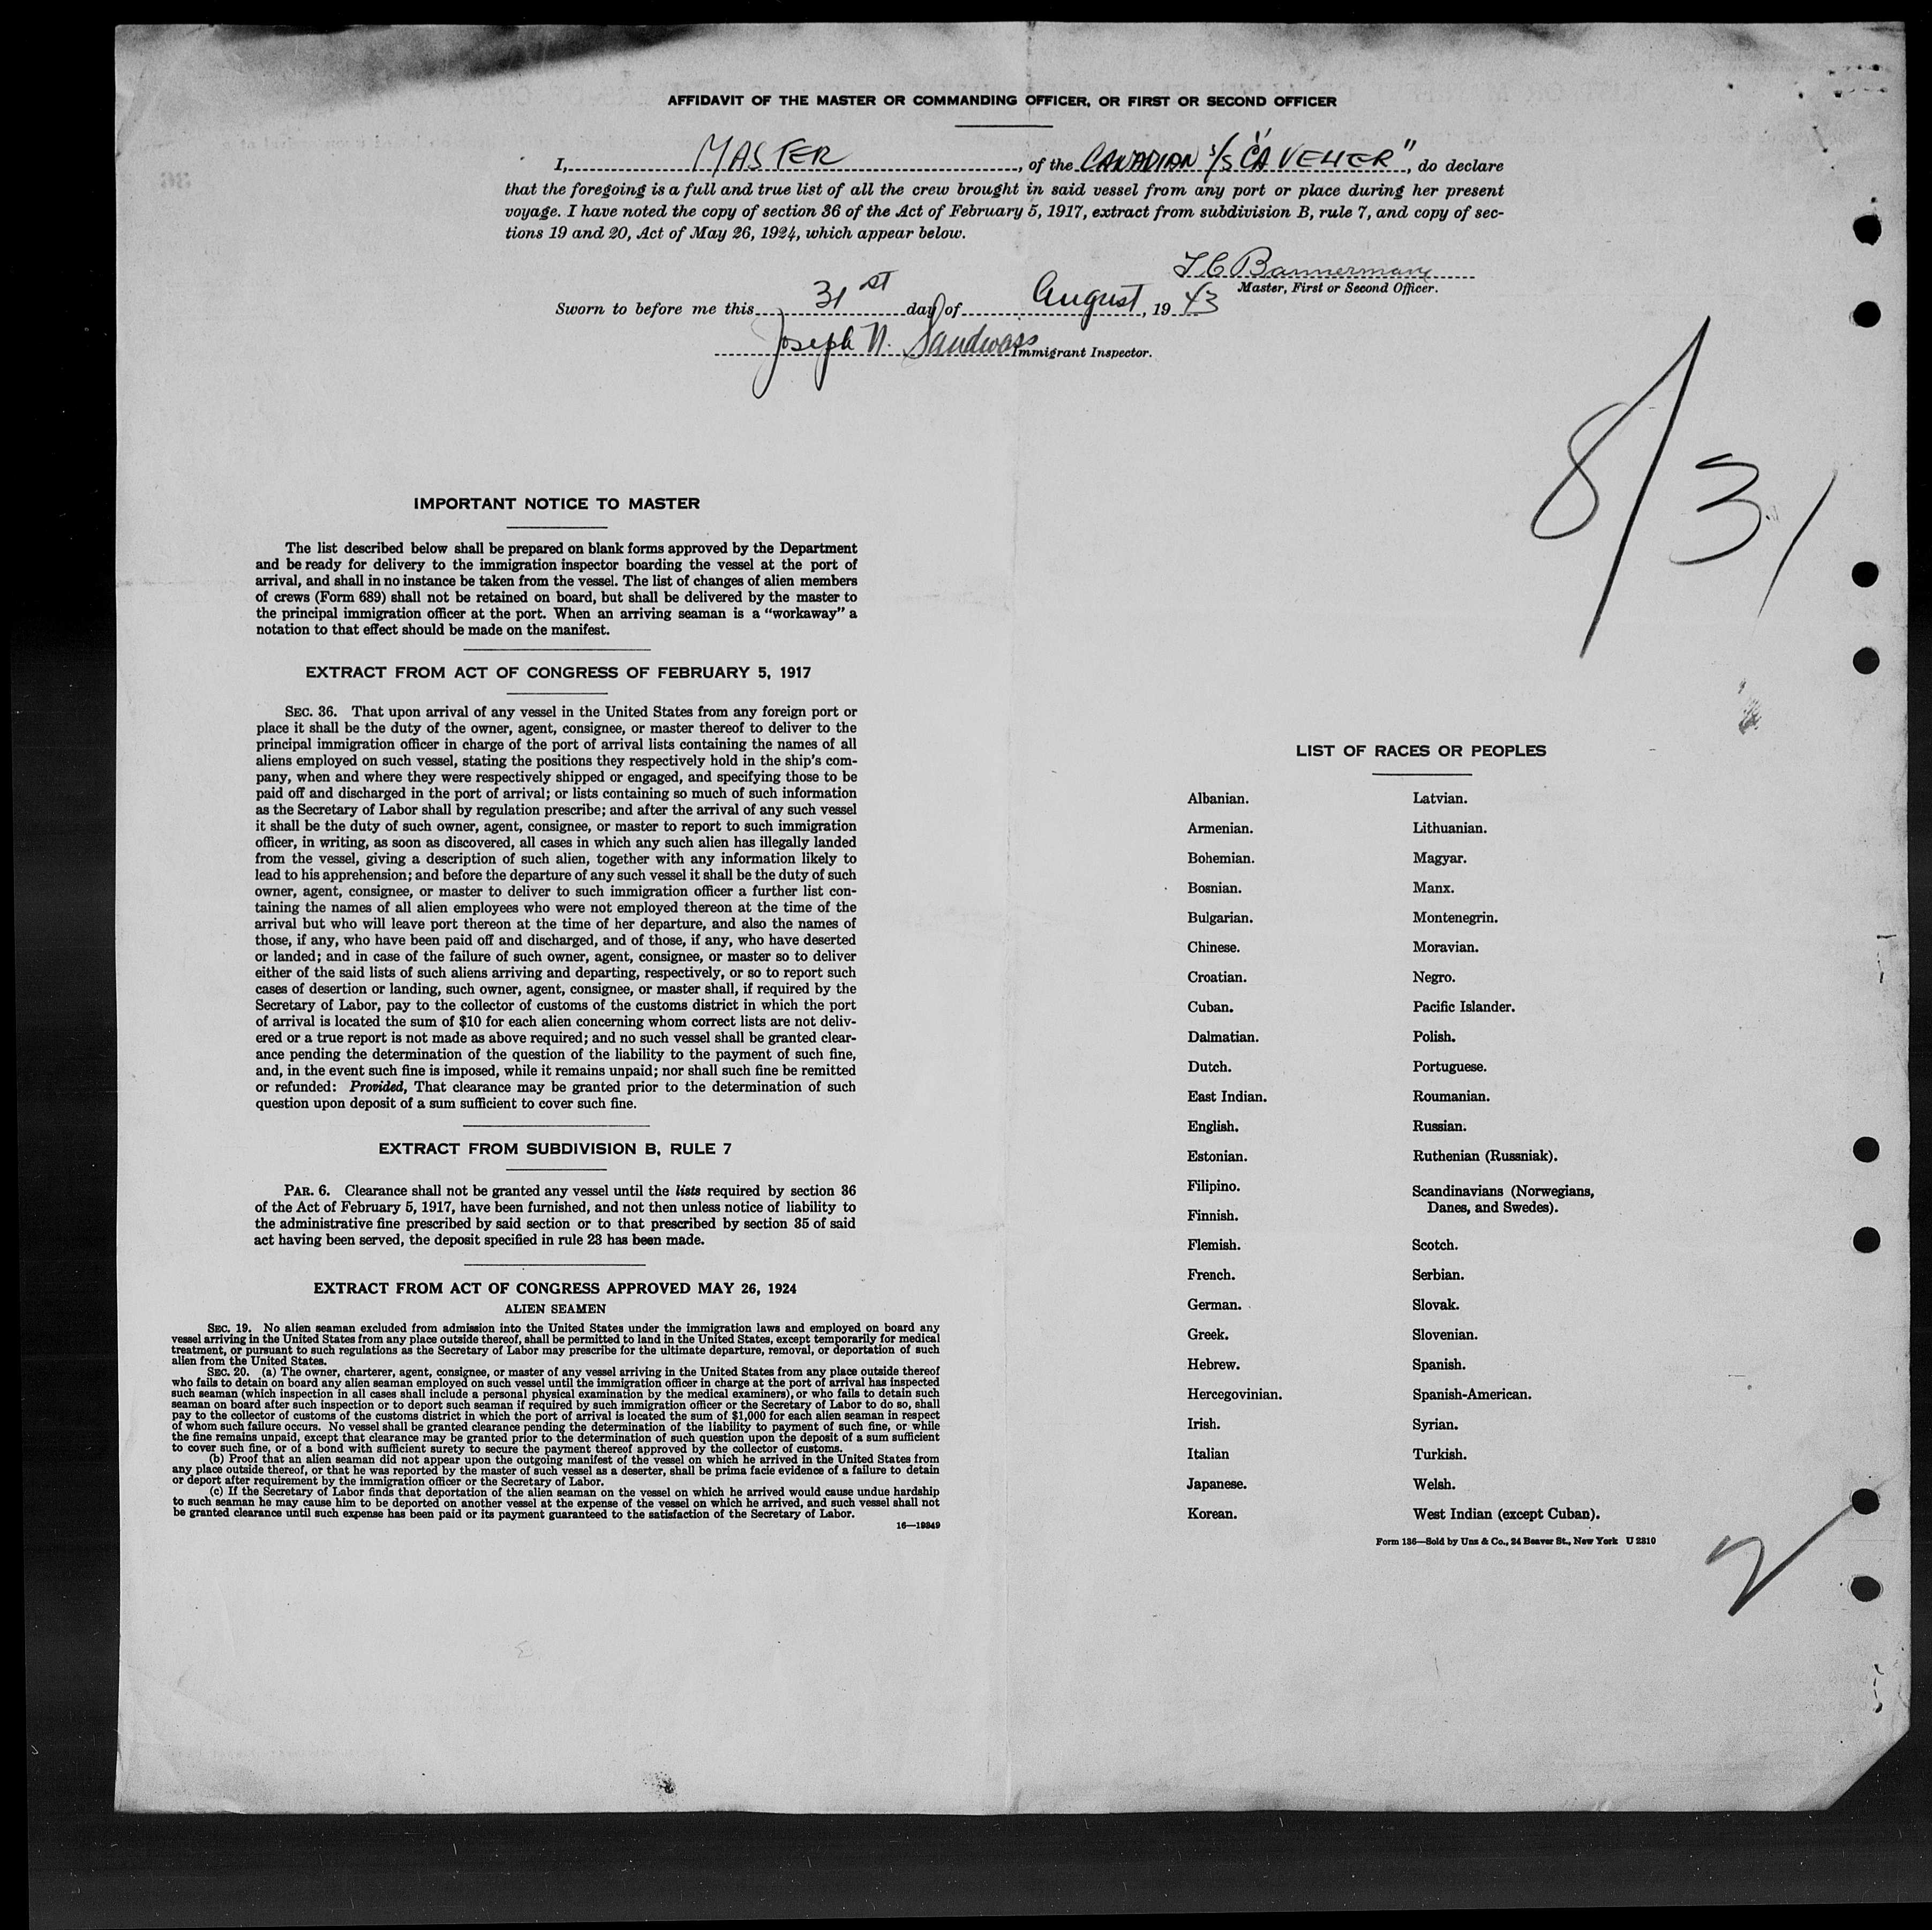 AFFIDAVIT OF THE MASTER OR COMMANDING OFFICER, OR FIRST OR SECOND OFFICER
I, MASTER, of the CANADIAN S/S "CAVELIER", do declare
that the foregoing is a full and true list of all the crew brought in said vessel from any port or place during her present
voyage. I have noted the copy of section 36 of the Act of February 5, 1917, extract from subdivision B, rule 7, and copy of sec-
tions 19 and 20, Act of May 26, 1924, which appear below.
Bannerman
Master, First or Second Officer.
Sworn to before me this 31st day of August, 1943
Joseph N. Sandwass
Immigrant Inspector.
8/31
IMPORTANT NOTICE TO MASTER
The list described below shall be prepared on blank forms approved by the Department
and be ready for delivery to the immigration inspector boarding the vessel at the port of
arrival, and shall in no instance be taken from the vessel. The list of changes of alien members
of crews (Form 689) shall not be retained on board, but shall be delivered by the master to
the principal immigration officer at the port. When an arriving seaman is a "workaway" a
notation to that effect should be made on the manifest.
EXTRACT FROM ACT OF CONGRESS OF FEBRUARY 5, 1917
SEC. 36. That upon arrival of any vessel in the United States from any foreign port or
place it shall be the duty of the owner, agent, consignee, or master thereof to deliver to the
principal immigration officer in charge of the port of arrival lists containing the names of all
aliens employed on such vessel, stating the positions they respectively hold in the ship's com-
pany, when and where they were respectively shipped or engaged, and specifying those to be
paid off and discharged in the port of arrival; or lists containing so much of such information
as the Secretary of Labor shall by regulation prescribe; and after the arrival of any such vessel
it shall be the duty of such owner, agent, consignee, or master to report to such immigration
officer, in writing, as soon as discovered, all cases in which any such alien has illegally landed
from the vessel, giving a description of such alien, together with any information likely to
lead to his apprehension; and before the departure of any such vessel it shall be the duty of such
owner, agent, consignee, or master to deliver to such immigration officer a further list con-
taining the names of all alien employees who were not employed thereon at the time of the
arrival but who will leave port thereon at the time of her departure, and also the names of
those, if any, who have been paid off and discharged, and of those, if any, who have deserted
or landed; and in case of the failure of such owner, agent, consignee, or master so to deliver
either of the said lists of such aliens arriving and departing, respectively, or so to report such
cases of desertion or landing, such owner, agent, consignee, or master shall, if required by the
Secretary of Labor, pay to the collector of customs of the customs district in which the port
of arrival is located the sum of $10 for each alien concerning whom correct lists are not deliv-
ered or a true report is not made as above required; and no such vessel shall be granted clear-
ance pending the determination of the question of the liability to the payment of such fine,
and, in the event such fine is imposed, while it remains unpaid; nor shall such fine be remitted
or refunded: Provided, That clearance may be granted prior to the determination of such
question upon deposit of a sum sufficient to cover such fine.
EXTRACT FROM SUBDIVISION B, RULE 7
PAR. 6. Clearance shall not be granted any vessel until the lists required by section 36
of the Act of February 5, 1917, have been furnished, and not then unless notice of liability to
the administrative fine prescribed by said section or to that prescribed by section 35 of said
act having been served, the deposit specified in rule 23 has been made.
EXTRACT FROM ACT OF CONGRESS APPROVED MAY 26, 1924
ALIEN SEAMEN
SEC. 19. No alien seaman excluded from admission into the United States under the immigration laws and employed on board any
vessel arriving in the United States from any place outside thereof, shall be permitted to land in the United States, except temporarily for medical
treatment, or pursuant to such regulations as the Secretary of Labor may prescribe for the ultimate departure, removal, or deportation of such
alien from the United States.
SEC. 20. (a) The owner, charterer, agent, consignee, or master of any vessel arriving in the United States from any place outside thereof
who fails to detain on board any alien seaman employed on such vessel until the immigration officer in charge at the port of arrival has inspected
such seaman (which inspection in all cases shall include a personal physical examination by the medical examiners), or who fails to detain such
seaman on board after such inspection or to deport such seaman if required by such immigration officer or the Secretary of Labor to do so, shall
pay to the collector of customs of the customs district in which the port of arrival is located the sum of $1,000 for each alien seaman in respect
of whom such failure occurs. No vessel shall be granted clearance pending the determination of the liability to payment of such fine, or while
the fine remains unpaid, except that clearance may be granted prior to the determination of such question upon the deposit of a sum sufficient
to cover such fine, or of a bond with sufficient surety to secure the payment thereof approved by the collector of customs.
(b) Proof that an alien seaman did not appear upon the outgoing manifest of the vessel on which he arrived in the United States from
any place outside thereof, or that he was reported by the master of such vessel as a deserter, shall be prima facie evidence of a failure to detain
or deport after requirement by the immigration officer or the Secretary of Labor.
(c) If the Secretary of Labor finds that deportation of the alien seaman on the vessel on which he arrived would cause undue hardship
to such seaman he may cause him to be deported on another vessel at the expense of the vessel on which he arrived, and such vessel shall not
be granted clearance until such expense has been paid or its payment guaranteed to the satisfaction of the Secretary of Labor.
16—19849
LIST OF RACES OR PEOPLES
Albanian.
Armenian.
Bohemian.
Bosnian.
Bulgarian.
Chinese.
Croatian.
Cuban.
Dalmatian.
Dutch.
East Indian.
English.
Estonian.
Filipino.
Finnish.
Flemish.
French.
German.
Greek.
Hebrew.
Hercegovinian.
Irish.
Italian
Japanese.
Korean.
Latvian.
Lithuanian.
Magyar.
Manx.
Montenegrin.
Moravian.
Negro.
Pacific Islander.
Polish.
Portuguese.
Roumanian.
Russian.
Ruthenian (Russniak).
Scandinavians (Norwegians,
Danes, and Swedes).
Scotch.
Serbian.
Slovak.
Slovenian.
Spanish.
Spanish-American.
Syrian.
Turkish.
Welsh.
West Indian (except Cuban).
Form 136—Sold by Unz & Co., 24 Beaver St., New York U 2310